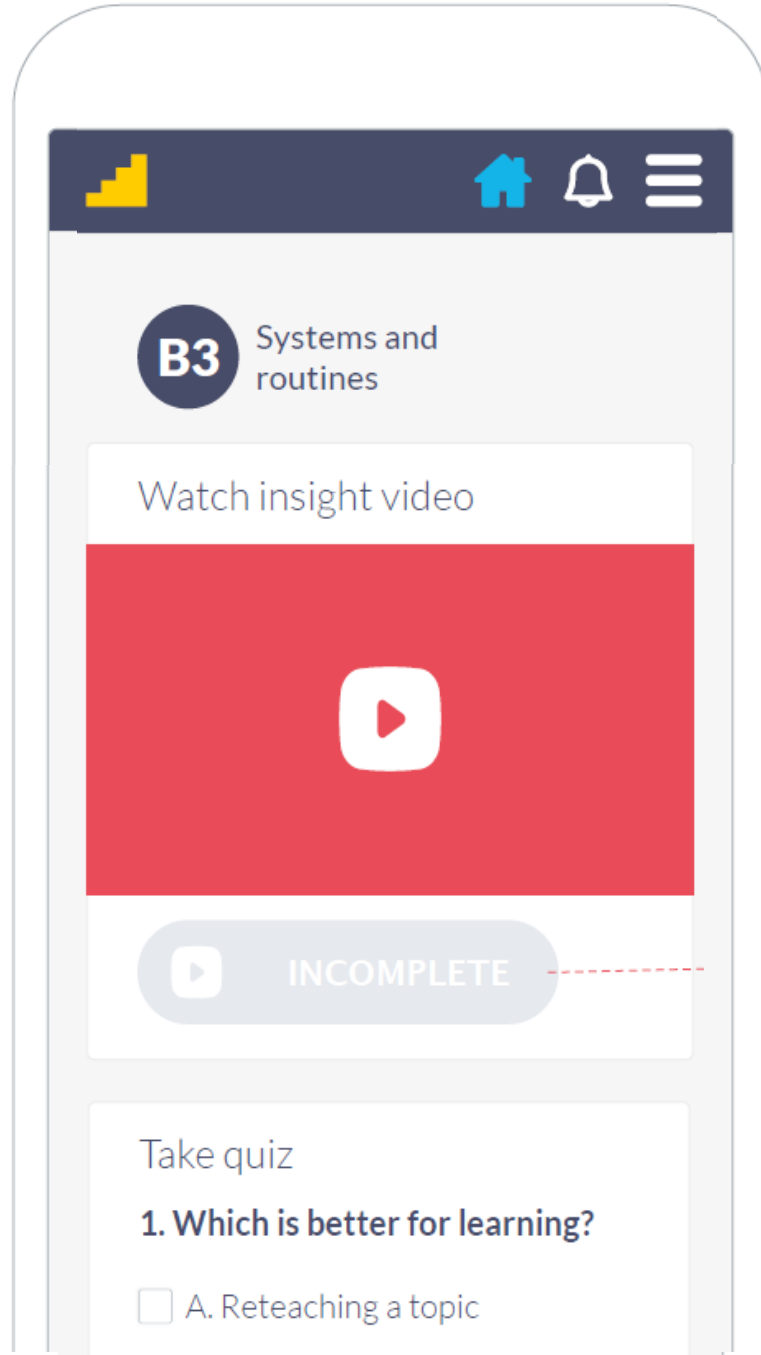 B3
Systems and
routines
Watch insight video
INCOMPLETE
Take quiz
1. Which is better for learning?
A. Reteaching a topic